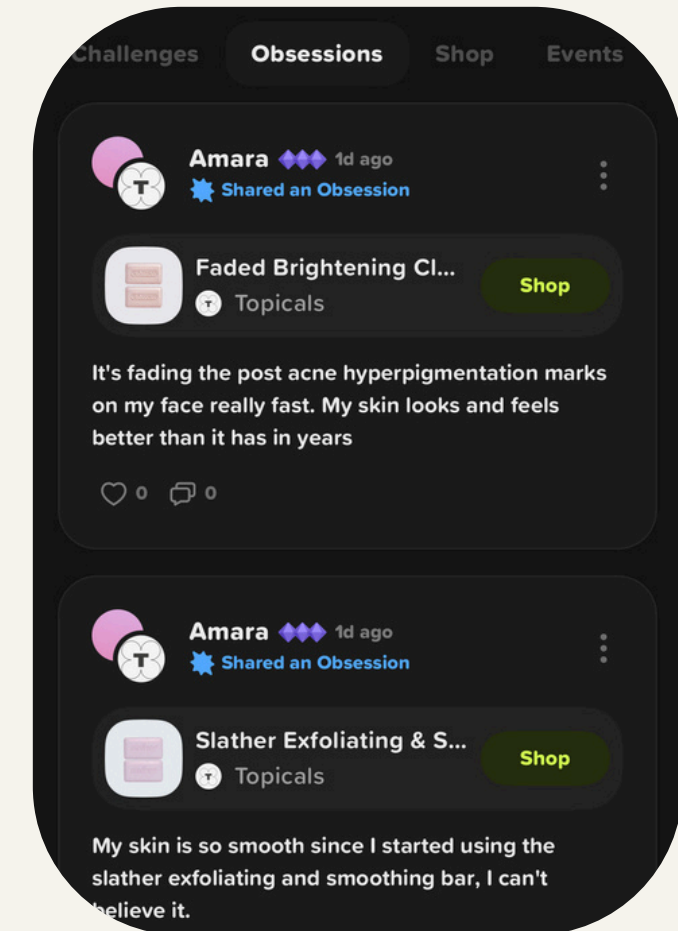 Challenges Obsessions Shop Events
Amara 1d ago
Shared an Obsession
Faded Brightening Cl...
Shop
T Topicals
It's fading the post acne hyperpigmentation marks
on my face really fast. My skin looks and feels
better than it has in years
0 0
Amara 1d ago
T
Shared an Obsession
Slather Exfoliating & S...
Shop
T Topicals
My skin is so smooth since I started using the
slather exfoliating and smoothing bar, I can't
believe it.